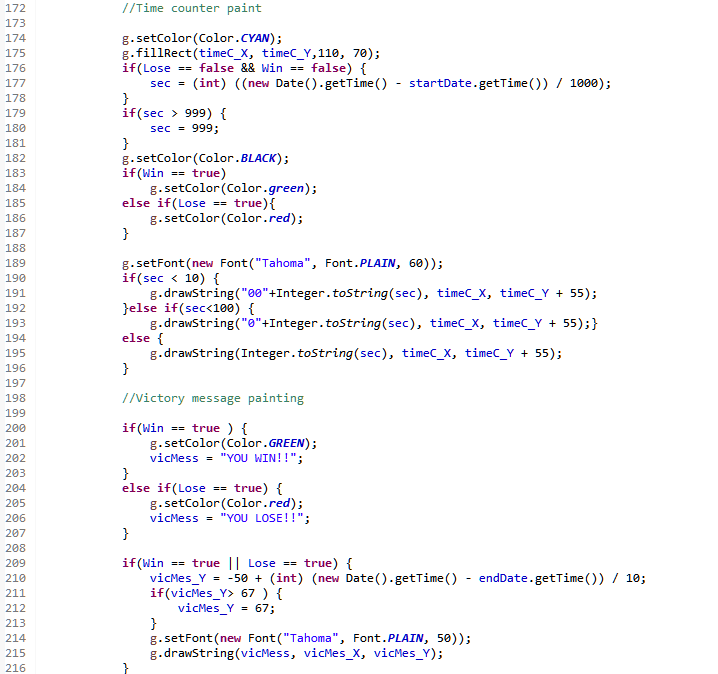 172 //Time counter paint
173
174 g.setColor(Color.CYAN);
175 g.fillRect(timeC_X, timeC_Y,110, 70);
176 if(Lose == false && Win == false) {
177 sec = (int) ((new Date().getTime() - startDate.getTime()) / 1000);
178 }
179 if(sec > 999) {
180 sec = 999;
181 }
182 g.setColor(Color.BLACK);
183 if(Win == true)
184 g.setColor(Color.green);
185 else if(Lose == true){
186 g.setColor(Color.red);
187 }
188
189 g.setFont(new Font("Tahoma", Font.PLAIN, 60));
190 if(sec < 10) {
191 g.drawString("00"+Integer.toString(sec), timeC_X, timeC_Y + 55);
192 }else if(sec<100) {
193 g.drawString("0"+Integer.toString(sec), timeC_X, timeC_Y + 55);}
194 else {
195 g.drawString(Integer.toString(sec), timeC_X, timeC_Y + 55);
196 }
197
198 //Victory message painting
199
200 if(Win == true ) {
201 g.setColor(Color.GREEN);
202 vicMess = "YOU WIN!!";
203 }
204 else if(Lose == true) {
205 g.setColor(Color.red);
206 vicMess = "YOU LOSE!!";
207 }
208
209 if(Win == true || Lose == true) {
210 vicMes_Y = -50 + (int) (new Date().getTime() - endDate.getTime()) / 10;
211 if(vicMes_Y> 67 ) {
212 vicMes_Y = 67;
213 }
214 g.setFont(new Font("Tahoma", Font.PLAIN, 50));
215 g.drawString(vicMess, vicMes_X, vicMes_Y);
216 }